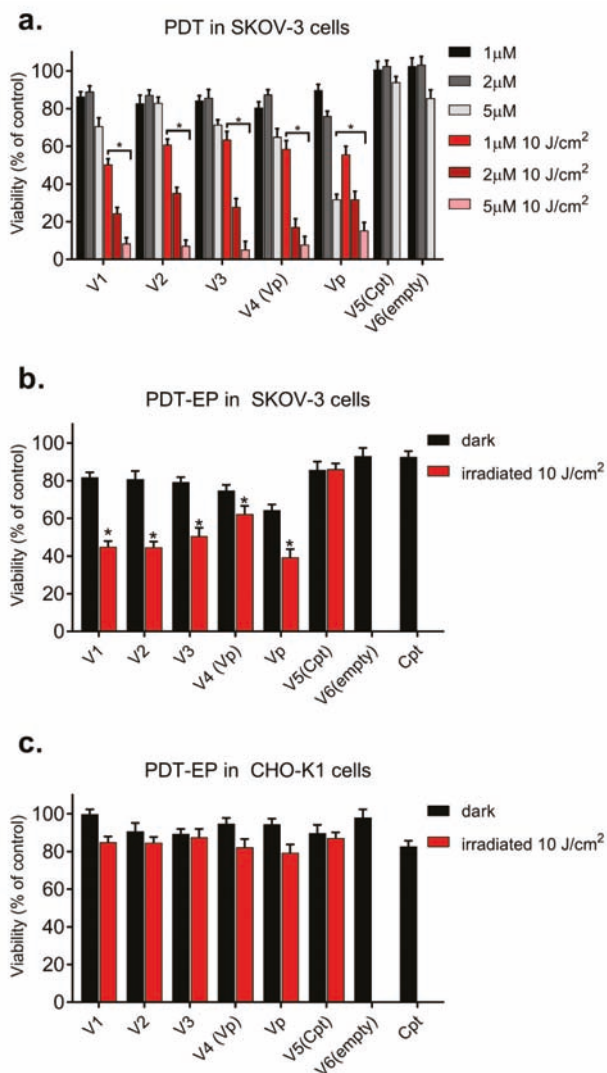 a.
PDT in SKOV-3 cells
Viability (% of control)
100
80
60
40
20
0
* * * * *
1µM
2µM
5µM
1µM 10 J/cm²
2µM 10 J/cm²
5µM 10 J/cm²
V1 V2 V3 V4 (Vp) Vp V5(Cpt) V6(empty)
b.
PDT-EP in SKOV-3 cells
Viability (% of control)
100
80
60
40
20
0
* * * * *
dark
irradiated 10 J/cm²
V1 V2 V3 V4 (Vp) Vp V5(Cpt) V6(empty) Cpt
c.
PDT-EP in CHO-K1 cells
Viability (% of control)
100
80
60
40
20
0
dark
irradiated 10 J/cm²
V1 V2 V3 V4 (Vp) Vp V5(Cpt) V6(empty) Cpt